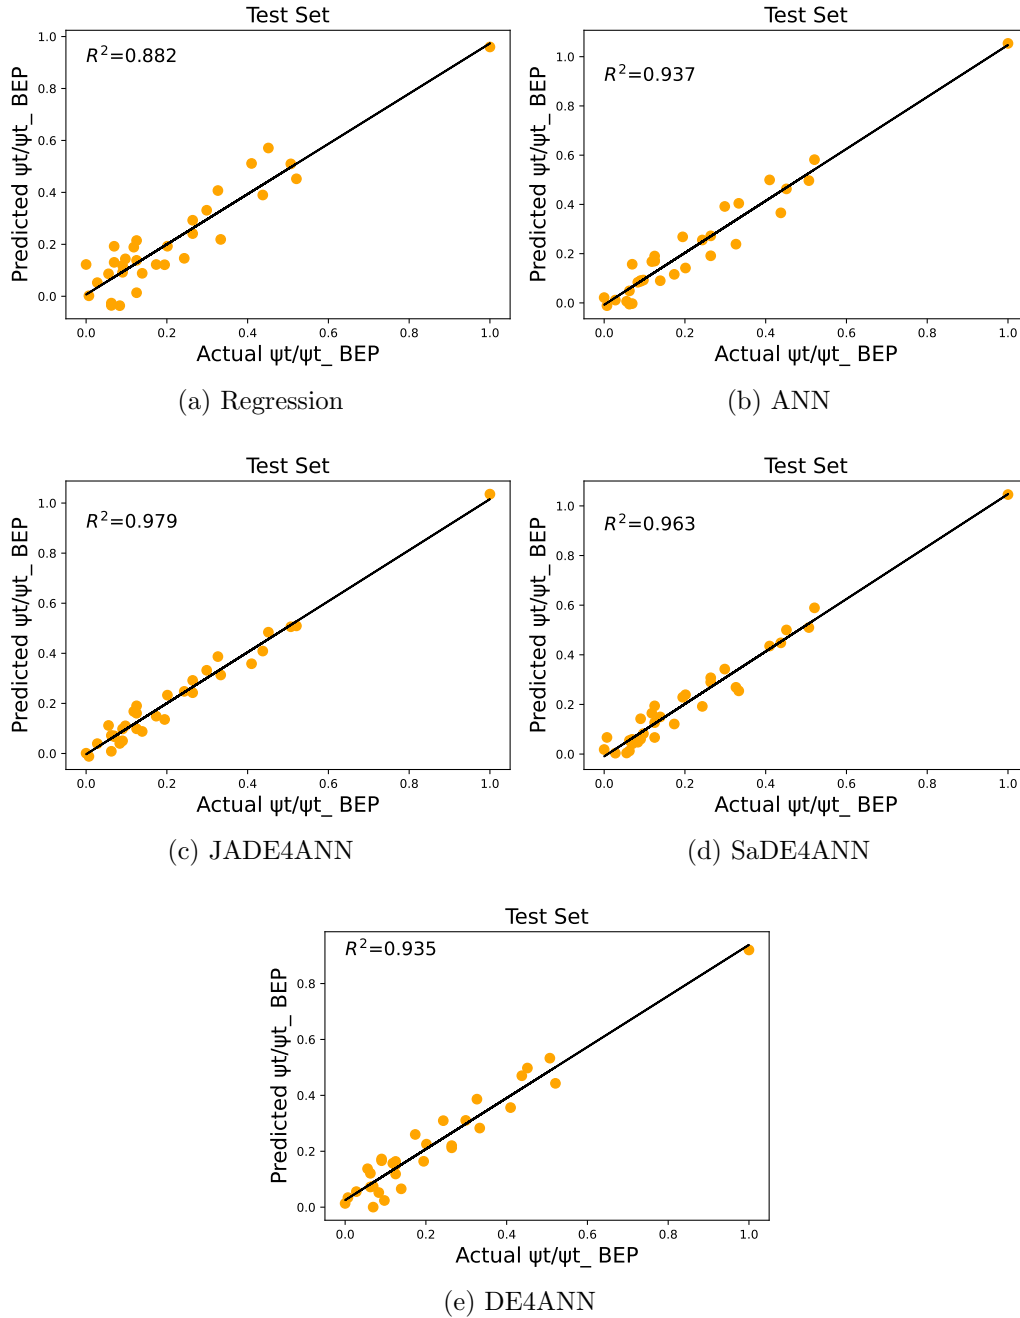 Test Set
R²=0.882
Predicted ψt/ψt_ BEP
1.0
0.8
0.6
0.4
0.2
0.0
0.0 0.2 0.4 0.6 0.8 1.0
Actual ψt/ψt_ BEP
(a) Regression
Test Set
R²=0.937
Predicted ψt/ψt_ BEP
1.0
0.8
0.6
0.4
0.2
0.0
0.0 0.2 0.4 0.6 0.8 1.0
Actual ψt/ψt_ BEP
(b) ANN
Test Set
R²=0.979
Predicted ψt/ψt_ BEP
1.0
0.8
0.6
0.4
0.2
0.0
0.0 0.2 0.4 0.6 0.8 1.0
Actual ψt/ψt_ BEP
(c) JADE4ANN
Test Set
R²=0.963
Predicted ψt/ψt_ BEP
1.0
0.8
0.6
0.4
0.2
0.0
0.0 0.2 0.4 0.6 0.8 1.0
Actual ψt/ψt_ BEP
(d) SaDE4ANN
Test Set
R²=0.935
Predicted ψt/ψt_ BEP
0.8
0.6
0.4
0.2
0.0
0.0 0.2 0.4 0.6 0.8 1.0
Actual ψt/ψt_ BEP
(e) DE4ANN